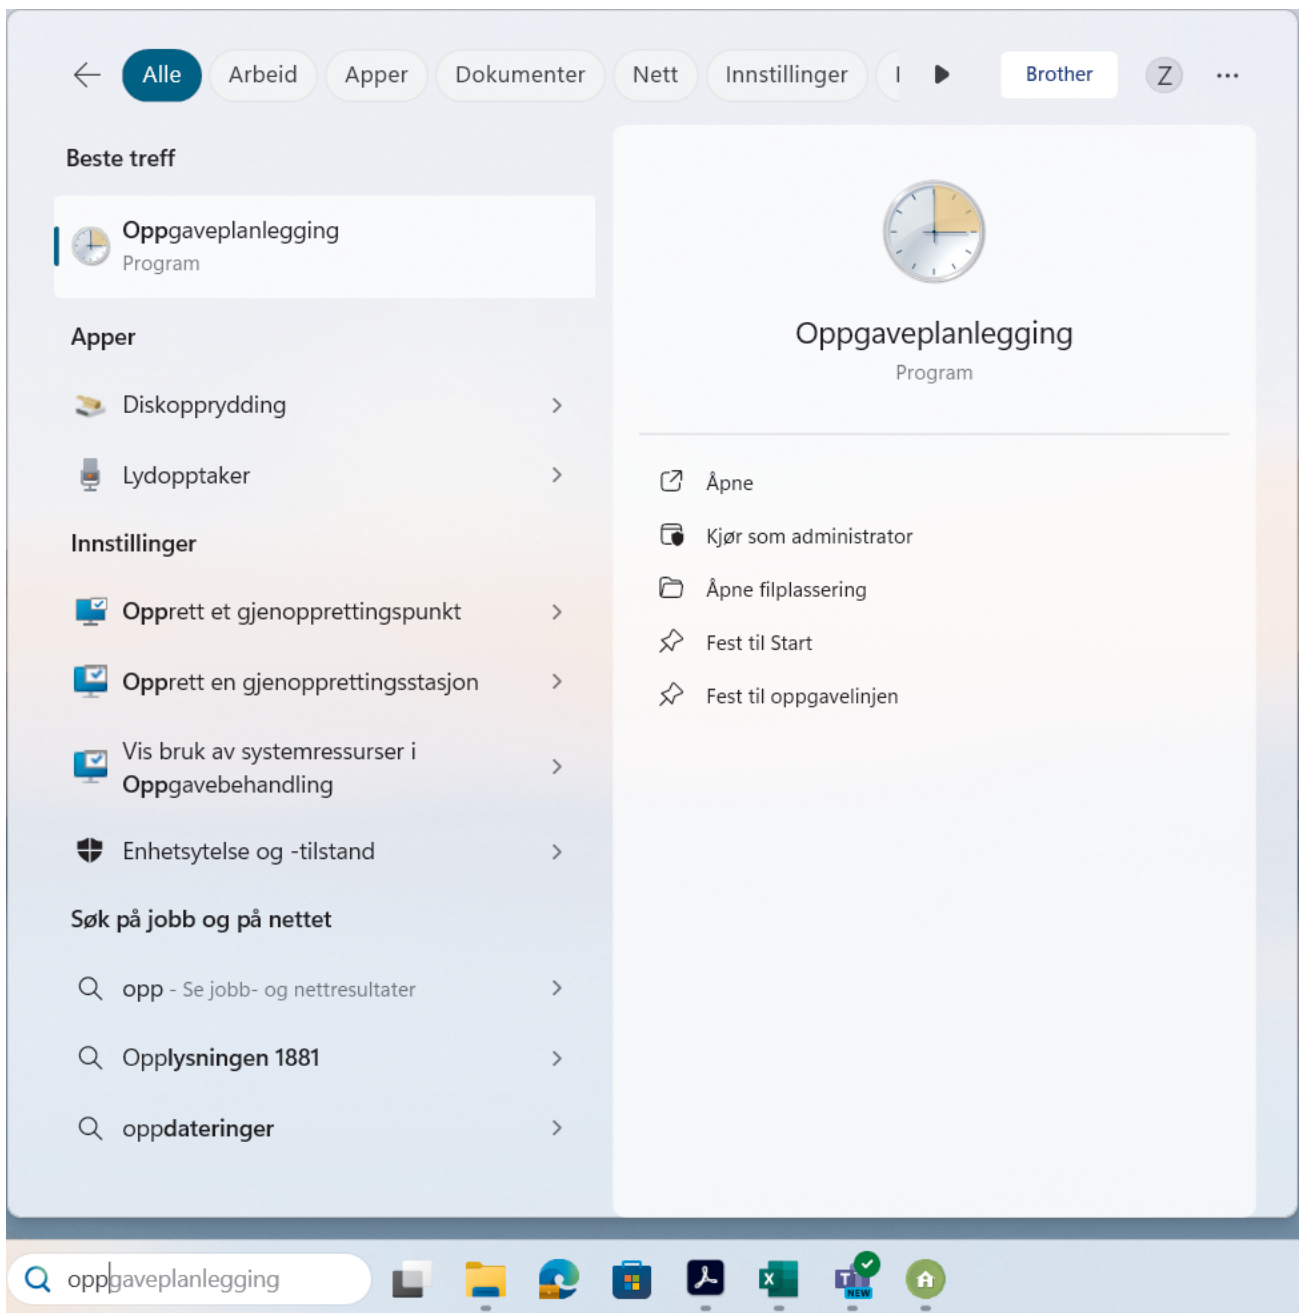 Alle
Arbeid
Apper
Dokumenter
Nett
Innstillinger
Brother
Z
Beste treff
Oppgaveplanlegging
Program
Apper
Diskopprydding
Lydopptaker
Innstillinger
Opprett et gjenopprettingspunkt
Opprett en gjenopprettingsstasjon
Vis bruk av systemressurser i
Oppgavebehandling
Enhetsytelse og -tilstand
Søk på jobb og på nettet
opp - Se jobb- og nettresultater
Opplysningen 1881
oppdateringer
Oppgaveplanlegging
Program
Åpne
Kjør som administrator
Åpne filplassering
Fest til Start
Fest til oppgavelinjen
oppgaveplanlegging
X
T
NEW